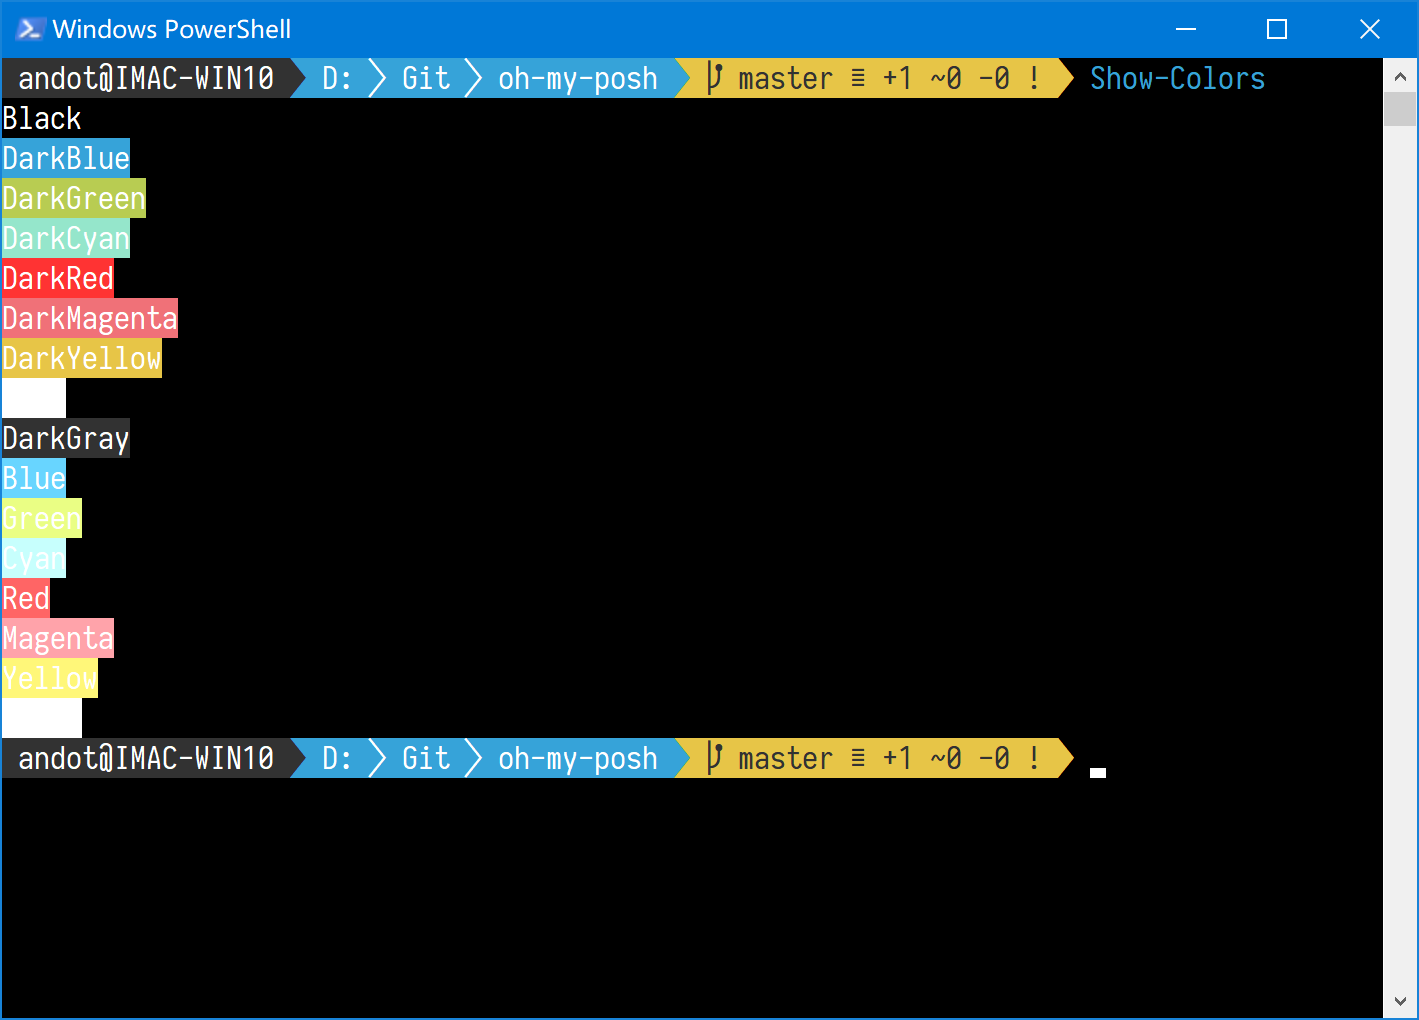 Windows PowerShell
andot@IMAC-WIN10 D: Git oh-my-posh master ≡ +1 ~0 -0 ! Show-Colors
Black
DarkBlue
DarkGreen
DarkCyan
DarkRed
DarkMagenta
DarkYellow
DarkGray
Blue
Green
Cyan
Red
Magenta
Yellow
andot@IMAC-WIN10 D: Git oh-my-posh master ≡ +1 ~0 -0 !